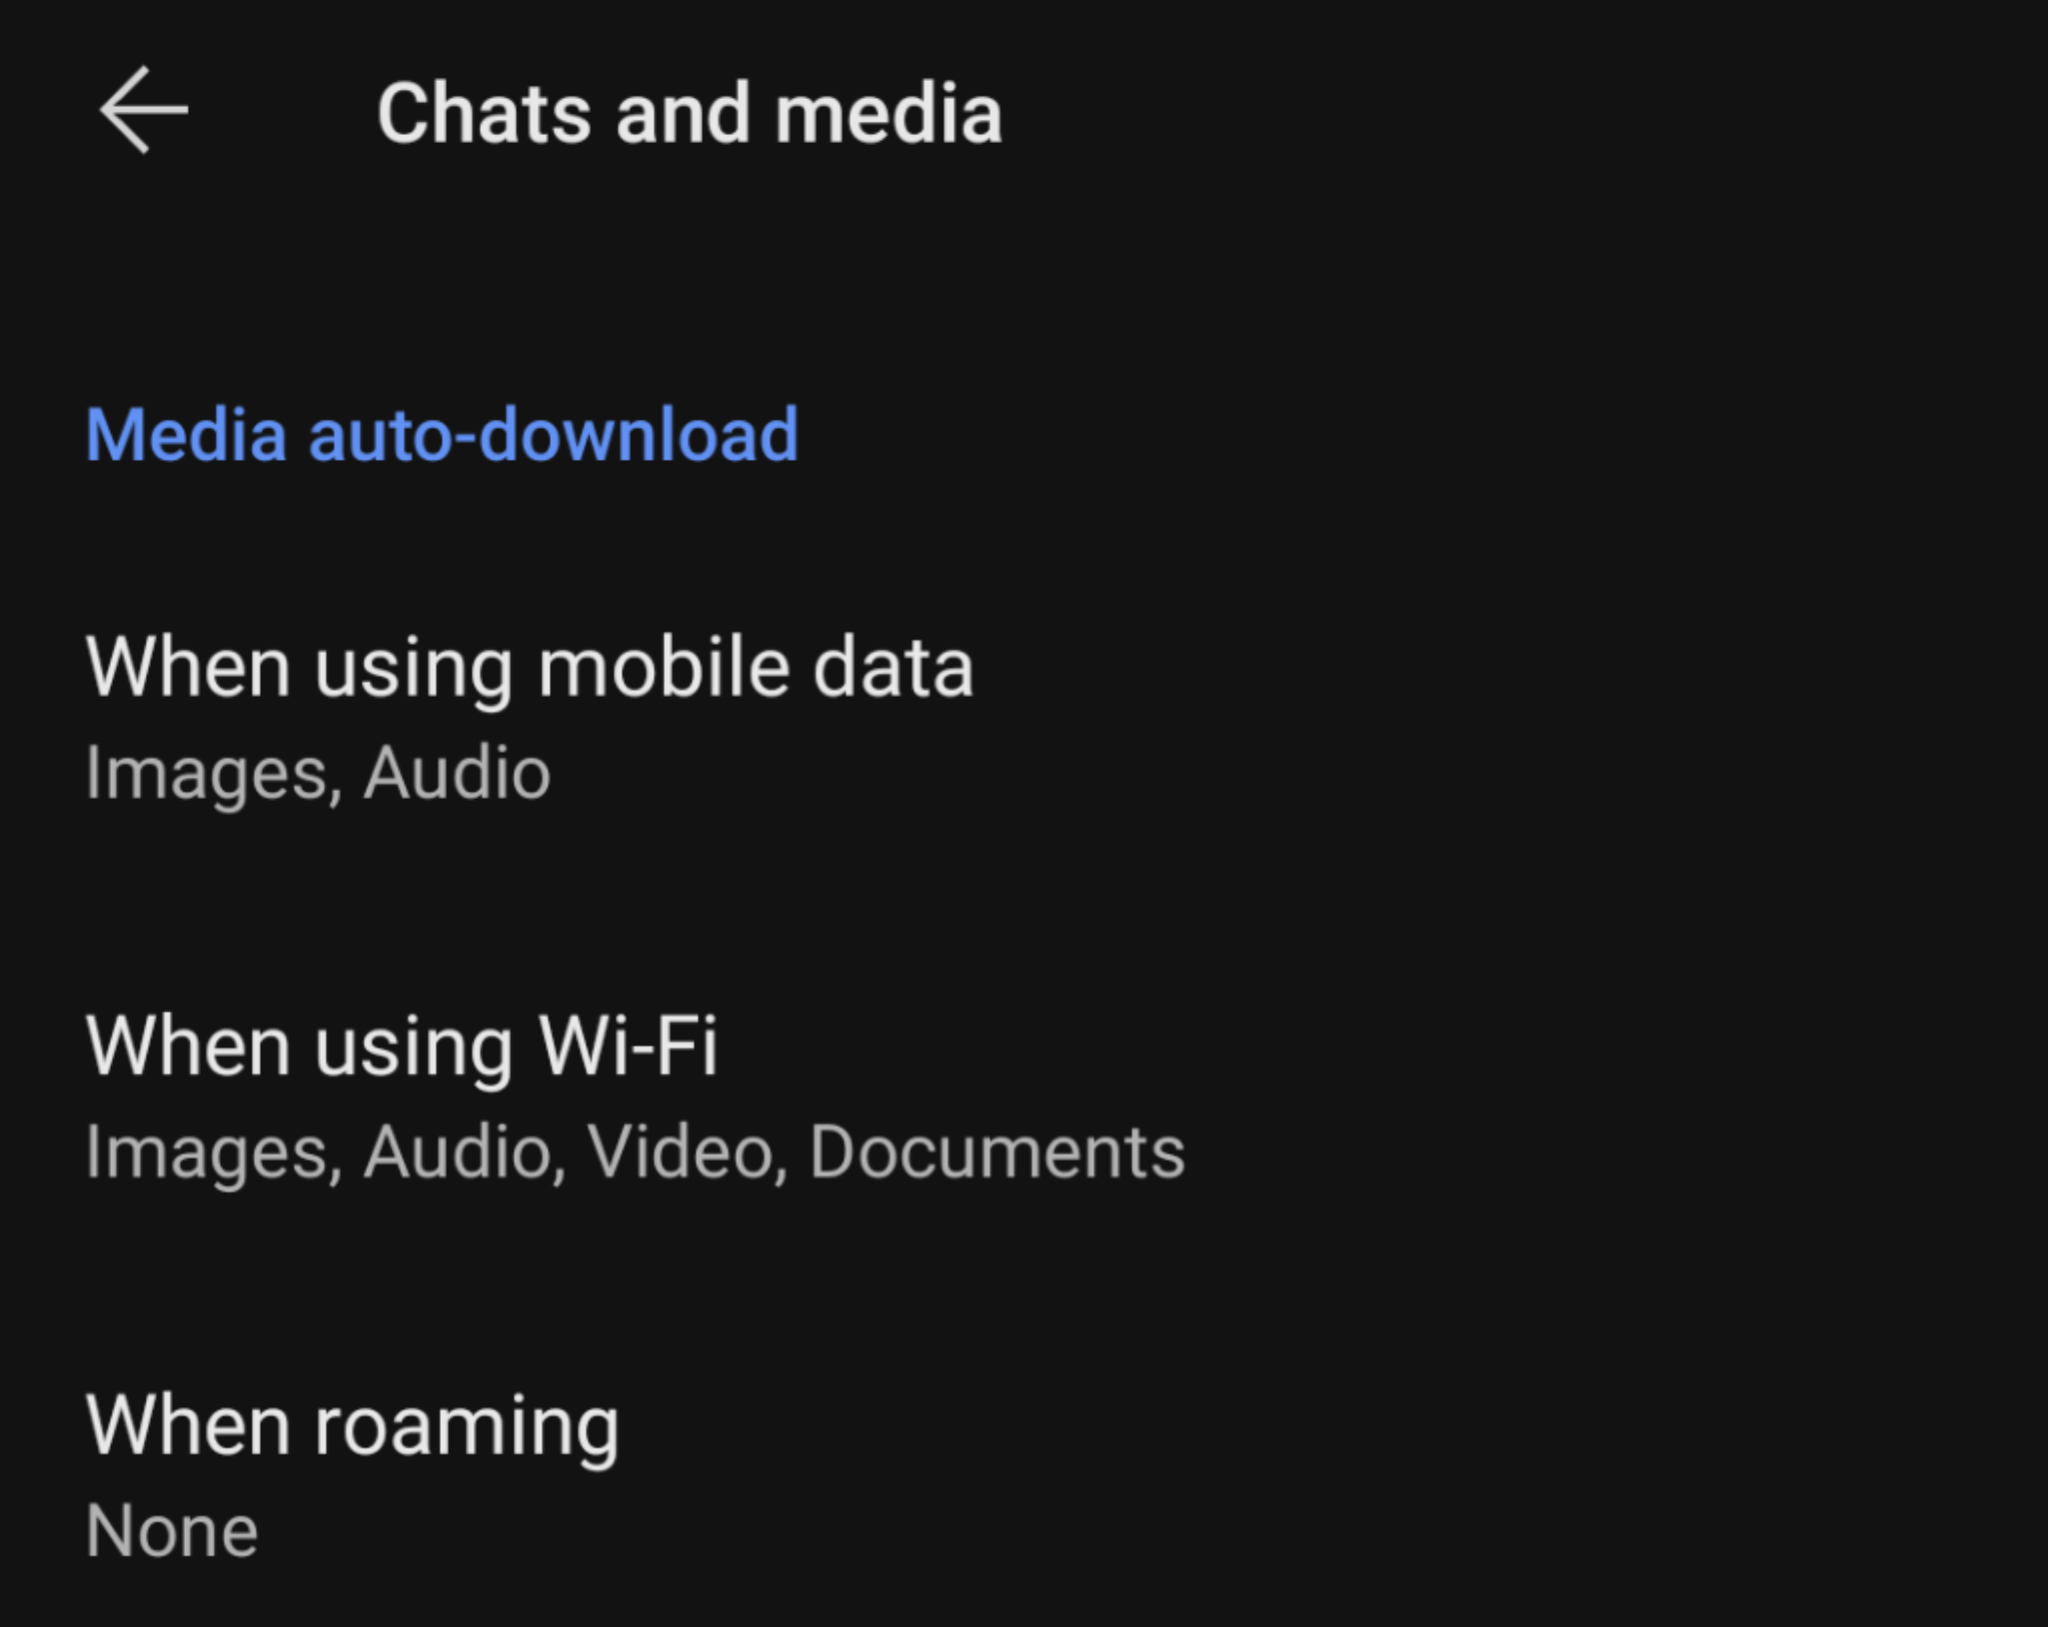 Chats and media
Media auto-download
When using mobile data
Images, Audio
When using Wi-Fi
Images, Audio, Video, Documents
When roaming
None